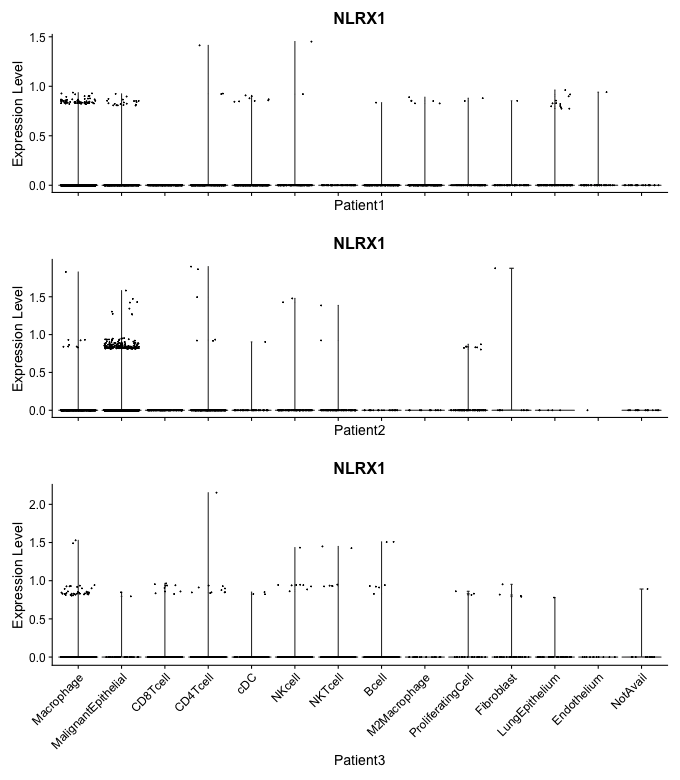 NLRX1
Expression Level
1.5
1.0
0.5
0.0
Patient1
NLRX1
Expression Level
1.5
1.0
0.5
0.0
Patient2
NLRX1
Expression Level
2.0
1.5
1.0
0.5
0.0
Macrophage
MalignantEpithelial
CD8Tcell
CD4Tcell
cDC
NKcell
NKTcell
Bcell
M2Macrophage
ProliferatingCell
Fibroblast
LungEpithelium
Endothelium
NotAvail
Patient3